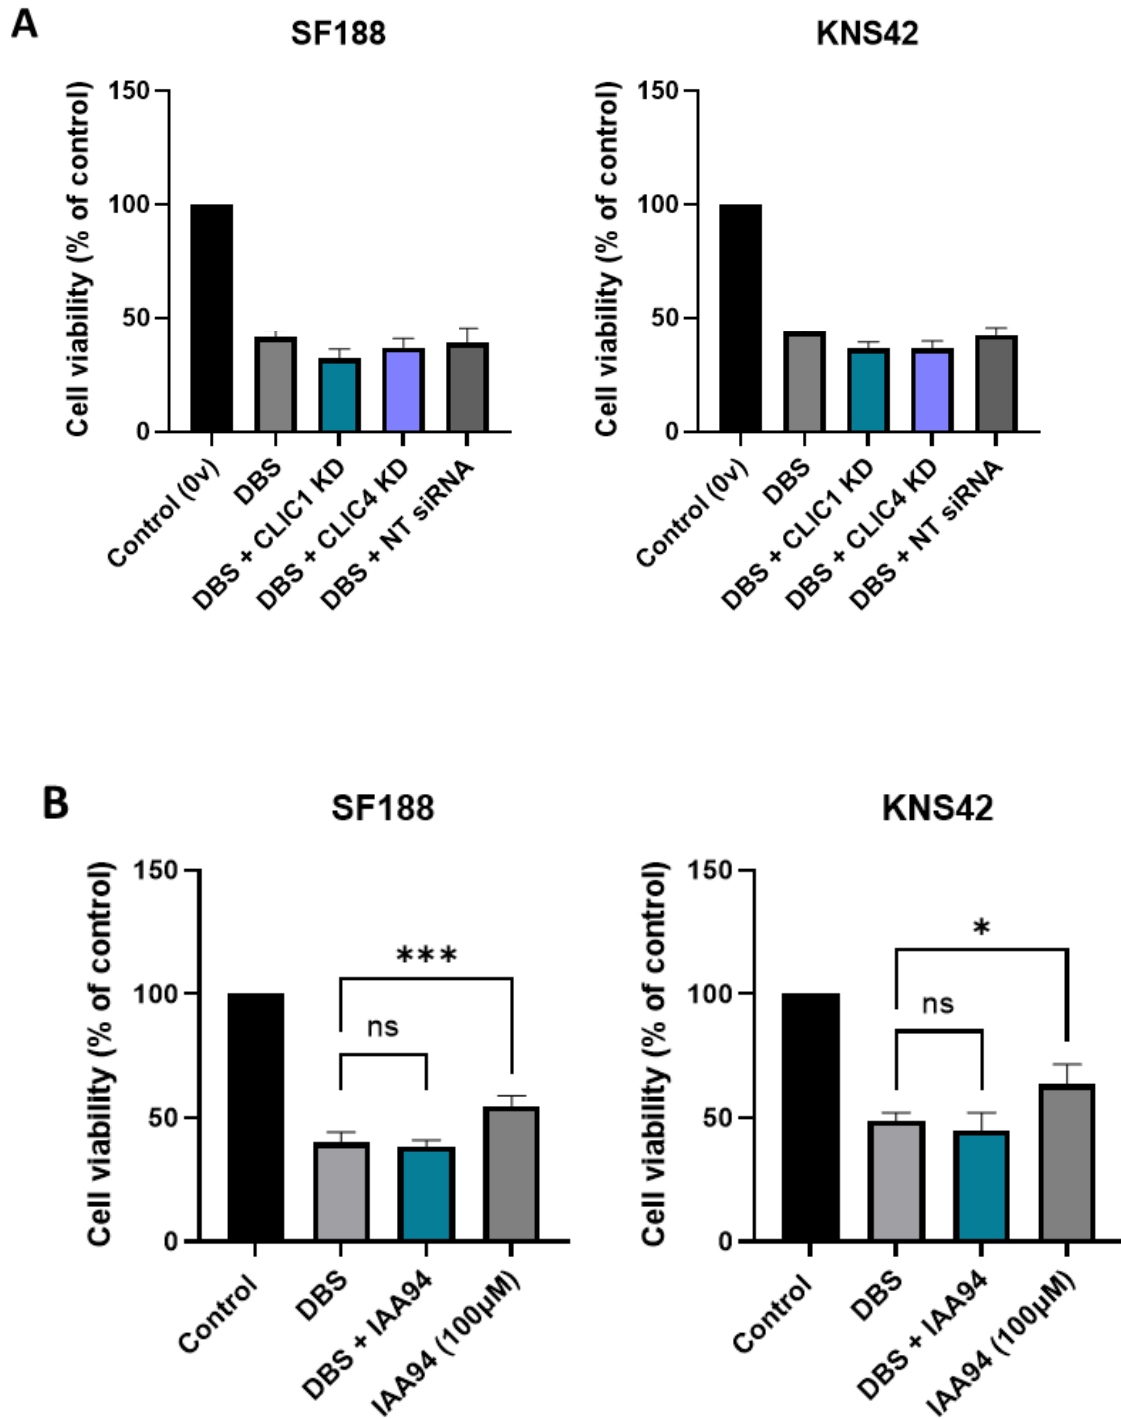 A
SF188
KNS42
Cell viability (% of control)
150
100
50
0
Control (0v)
DBS
DBS + CLIC1 KD
DBS + CLIC4 KD
DBS + NT siRNA
Cell viability (% of control)
150
100
50
0
Control (0v)
DBS
DBS + CLIC1 KD
DBS + CLIC4 KD
DBS + NT siRNA
B
SF188
KNS42
Cell viability (% of control)
150
100
50
0
***
ns
Control
DBS
DBS + IAA94
IAA94 (100µM)
Cell viability (% of control)
150
100
50
0
*
ns
Control
DBS
DBS + IAA94
IAA94 (100µM)